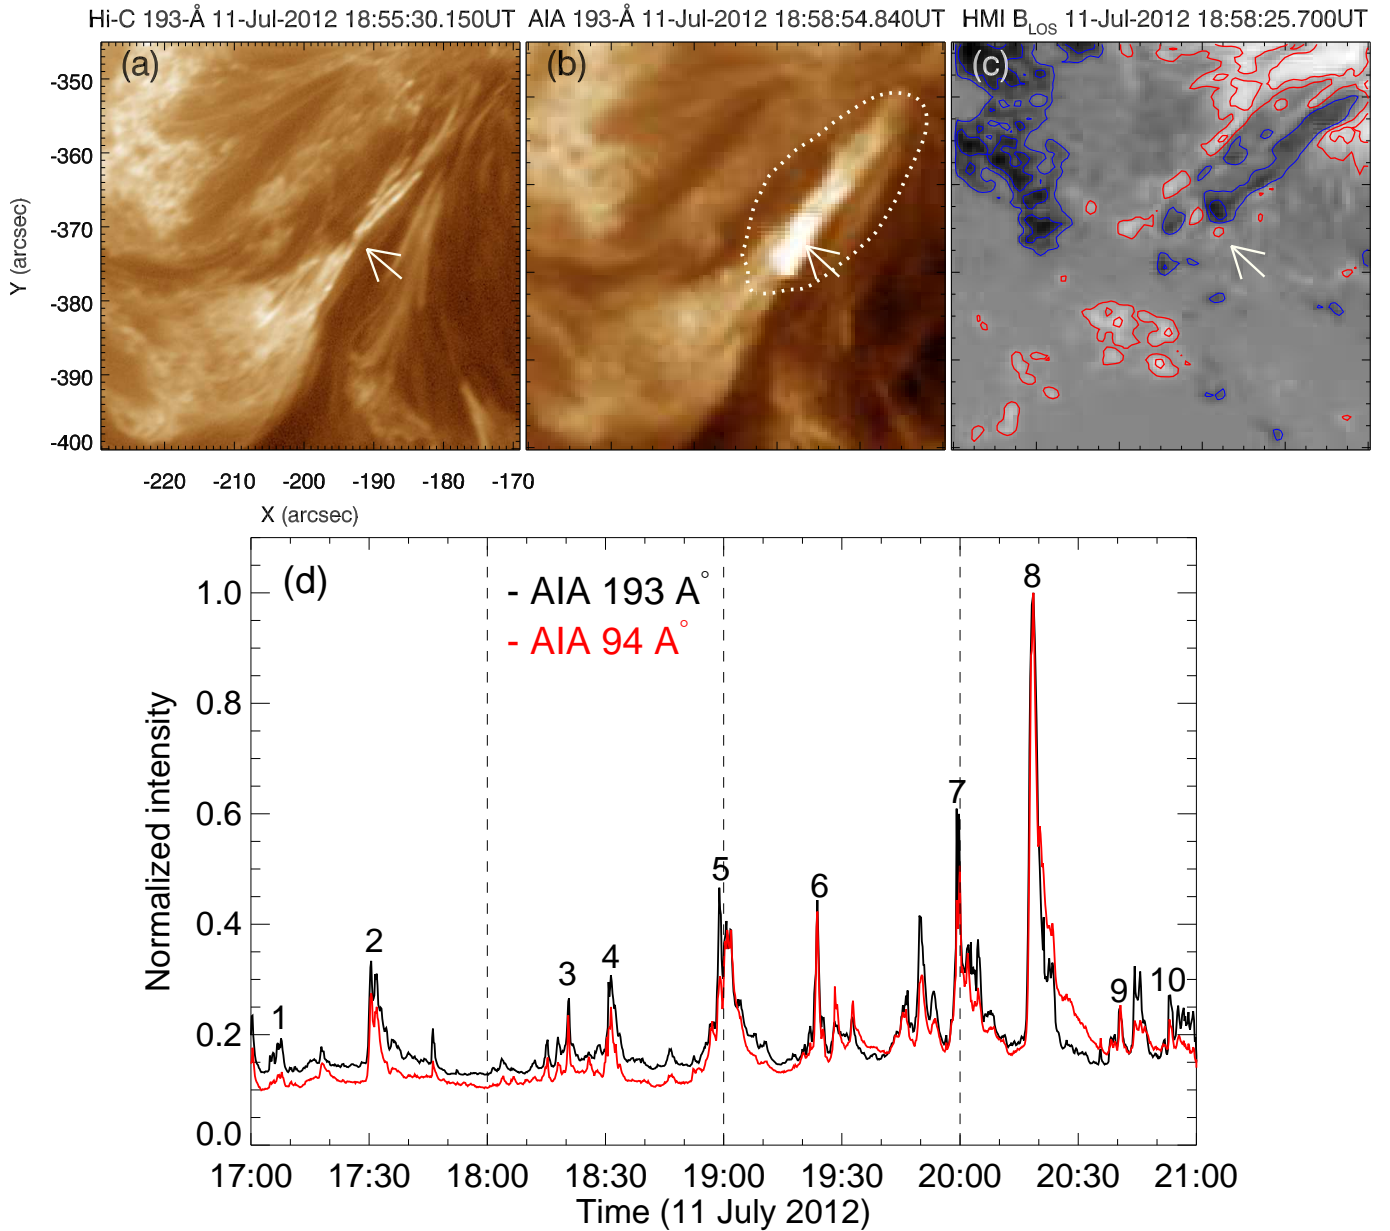 Hi-C 193-Å 11-Jul-2012 18:55:30.150UT
AIA 193-Å 11-Jul-2012 18:58:54.840UT
HMI B_LOS 11-Jul-2012 18:58:25.700UT
(a)
(b)
(c)
-350
-360
-370
-380
-390
-400
Y (arcsec)
-220 -210 -200 -190 -180 -170
X (arcsec)
(d)
- AIA 193 A°
- AIA 94 A°
1 2 3 4 5 6 7 8 9 10
1.0
0.8
0.6
0.4
0.2
0.0
Normalized intensity
17:00 17:30 18:00 18:30 19:00 19:30 20:00 20:30 21:00
Time (11 July 2012)